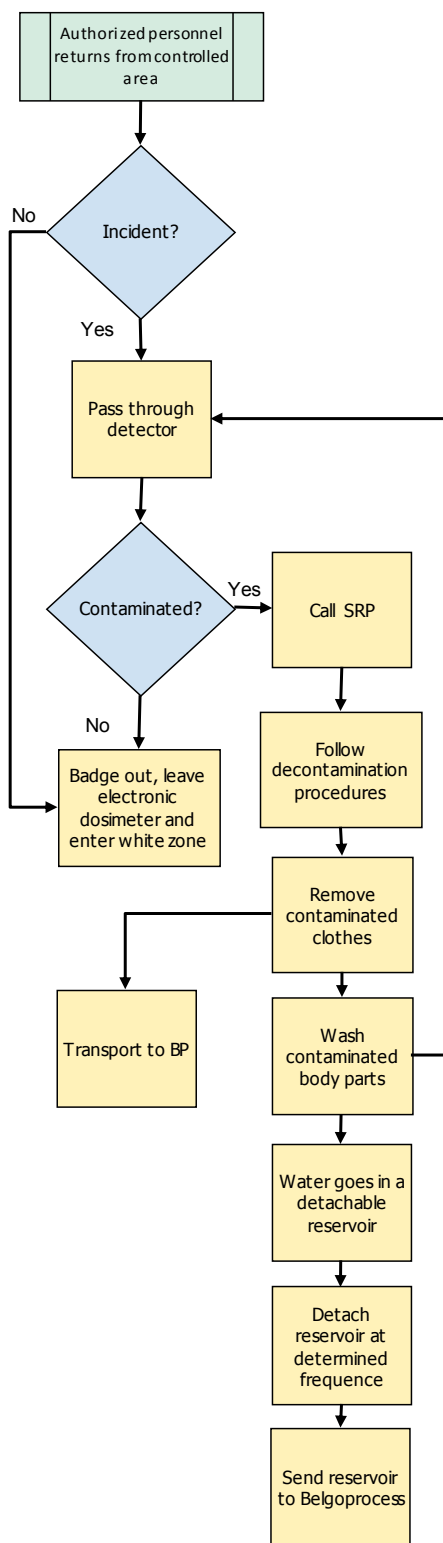 Authorized personnel
returns from controlled
area
No
Incident?
Yes
Pass through
detector
Contaminated?
Yes
Call SRP
No
Badge out, leave
electronic
dosimeter and
enter white zone
Follow
decontamination
procedures
Remove
contaminated
clothes
Transport to BP
Wash
contaminated
body parts
Water goes in a
detachable
reservoir
Detach
reservoir at
determined
frequence
Send reservoir
to Belgoprocess